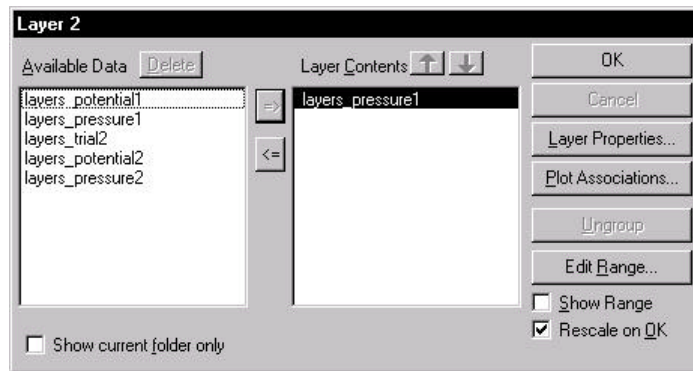 Layer 2
Available Data Delete
Layer Contents
layers_potential1
layers_pressure1
layers_trial2
layers_potential2
layers_pressure2
=>
<=
layers_pressure1
OK
Cancel
Layer Properties...
Plot Associations...
Ungroup
Edit Range...
Show Range
Rescale on OK
Show current folder only